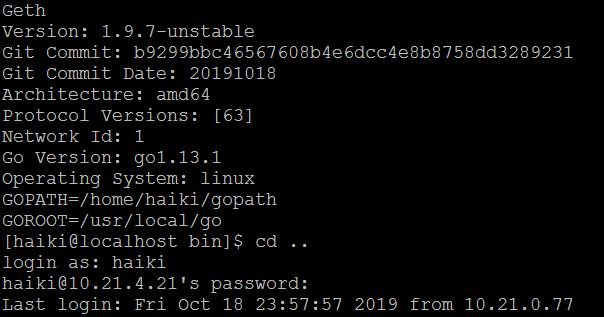 Geth
Version: 1.9.7-unstable
Git Commit: b9299bbc46567608b4e6dcc4e8b8758dd3289231
Git Commit Date: 20191018
Architecture: amd64
Protocol Versions: [63]
Network Id: 1
Go Version: go1.13.1
Operating System: linux
GOPATH=/home/haiki/gopath
GOROOT=/usr/local/go
[haiki@localhost bin]$ cd ..
login as: haiki
haiki@10.21.4.21's password:
Last login: Fri Oct 18 23:57:57 2019 from 10.21.0.77